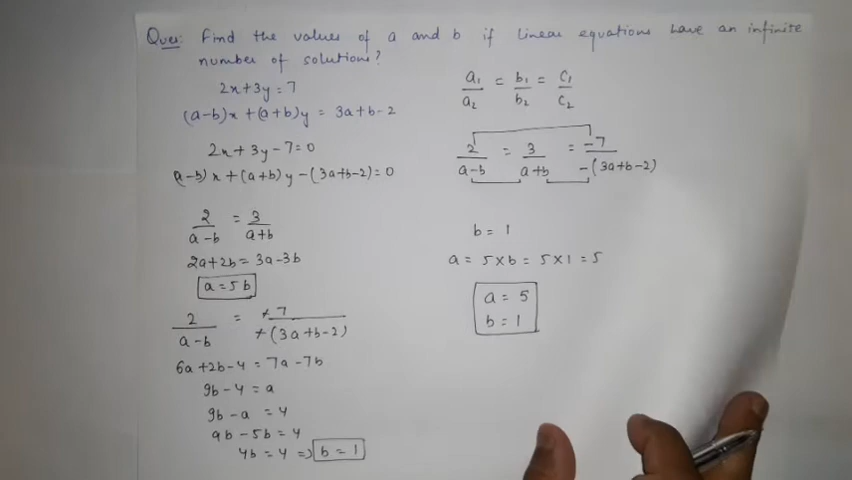 Ques: Find the values of a and b if linear equations have an infinite
number of solutions?
2x+3y=7
(a-b)x+(a+b)y = 3a+b-2
2x+3y-7=0
(a-b)x+(a+b)y-(3a+b-2)=0
2/(a-b) = 3/(a+b)
2a+2b=3a-3b
a=5b
2/(a-b) = -7/-(3a+b-2)
6a+2b-4=7a-7b
9b-4=a
9b-a=4
9b-5b=4
4b=4 => b=1
a₁/a₂ = b₁/b₂ = c₁/c₂
2/(a-b) = 3/(a+b) = -7/-(3a+b-2)
b=1
a=5×b=5×1=5
a=5
b=1